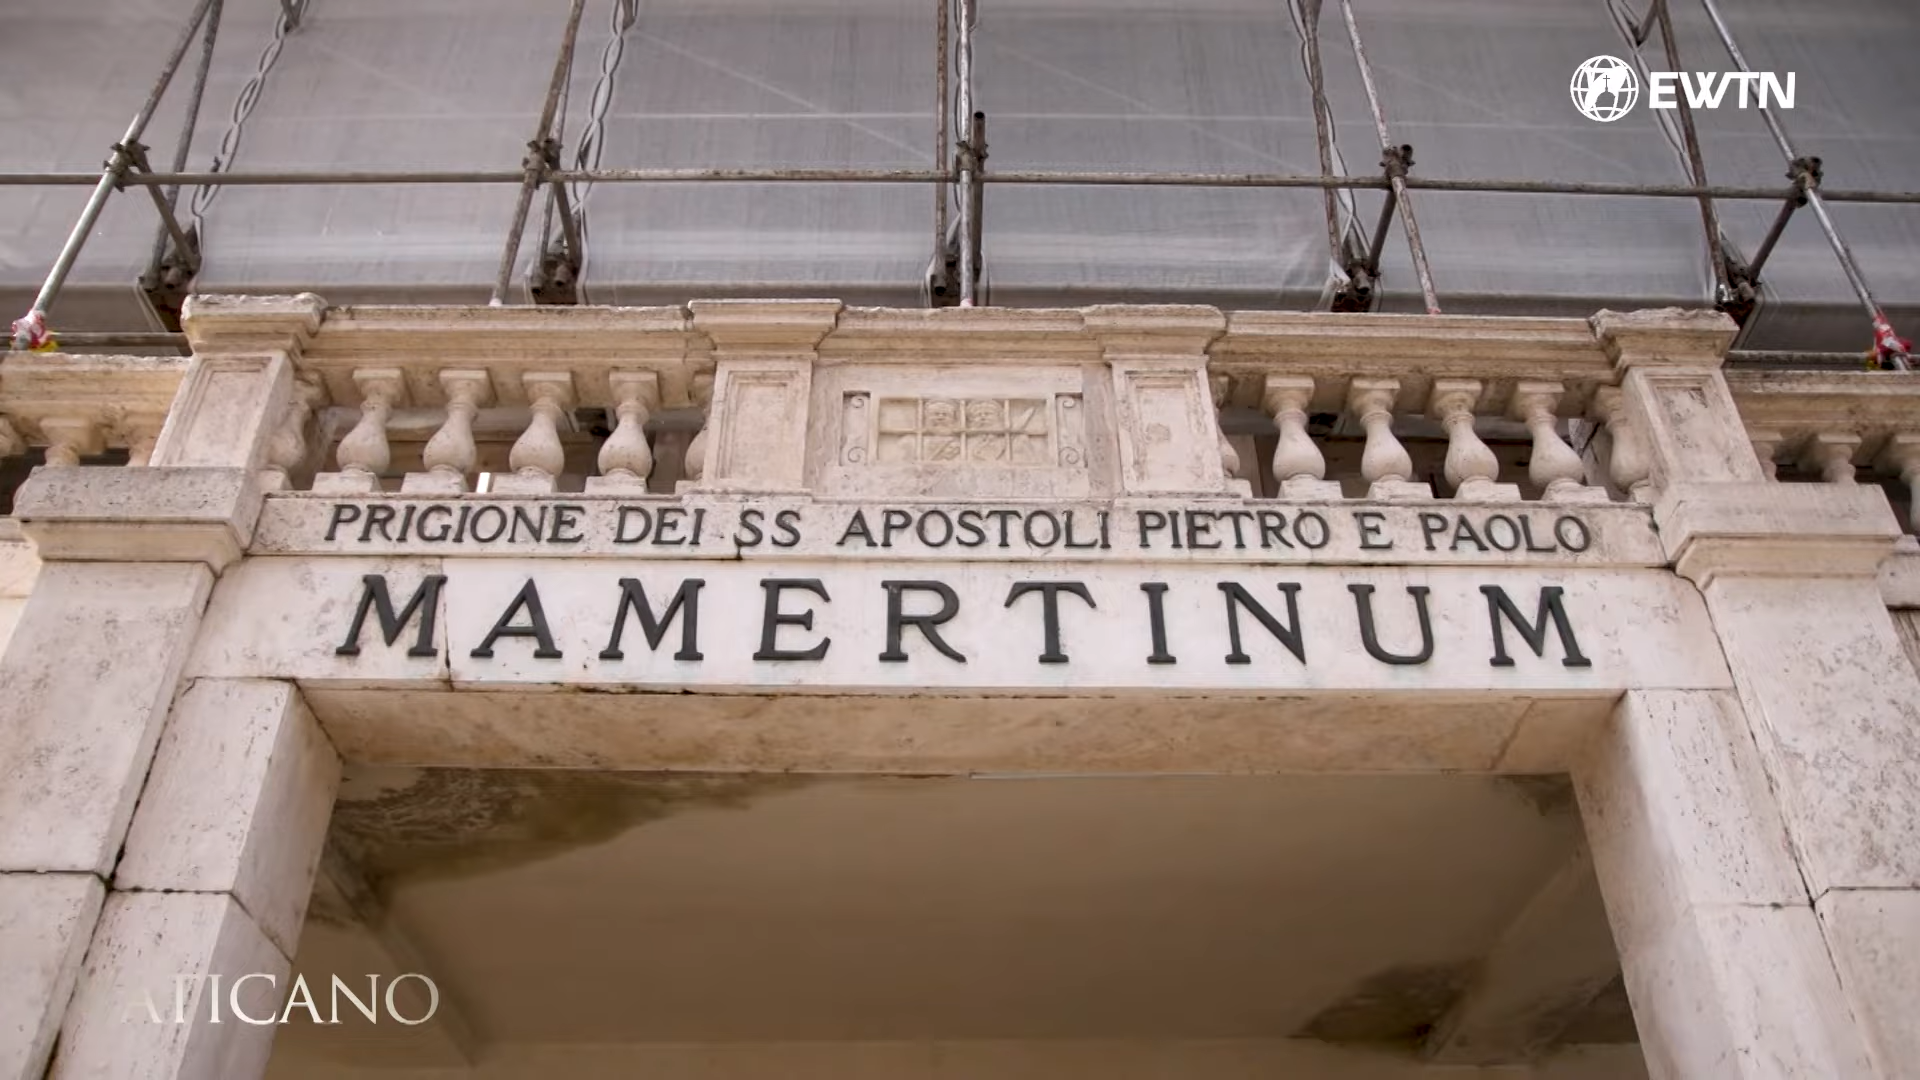 EWTN
PRIGIONE DEI SS APOSTOLI PIETRO E PAOLO
MAMERTINUM
ATICANO